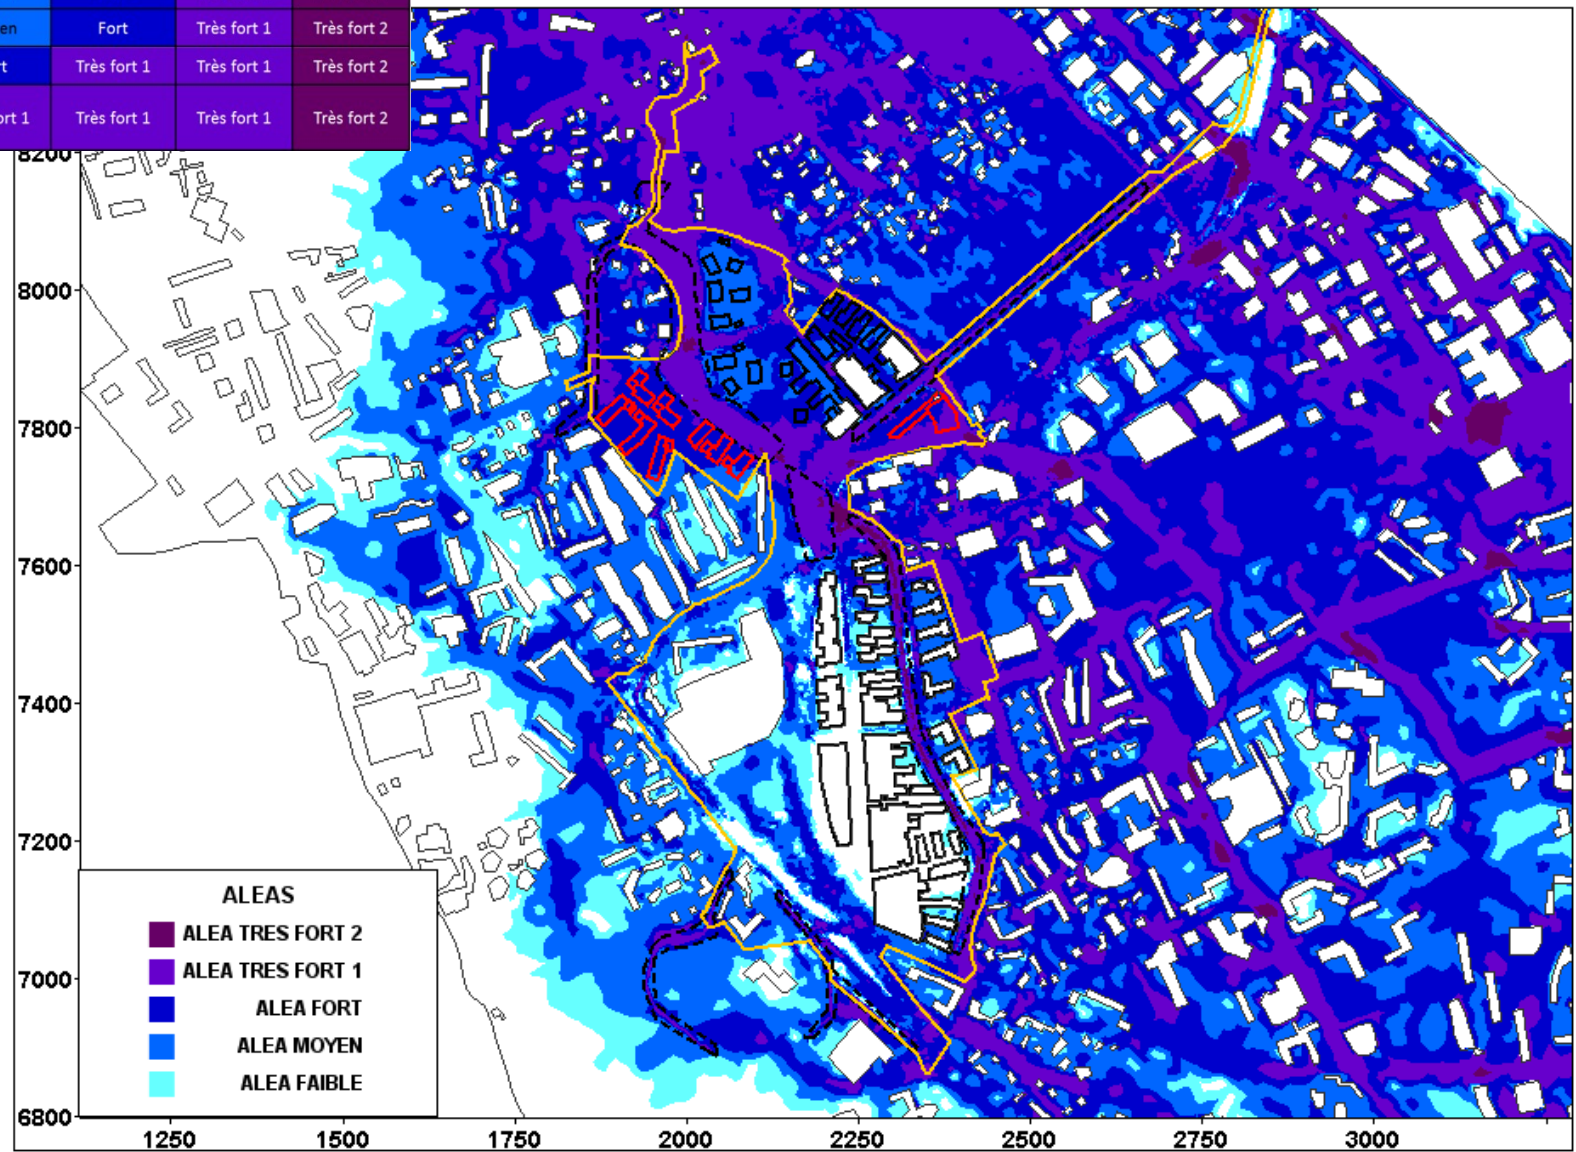 en Fort Très fort 1 Très fort 2
t Très fort 1 Très fort 1 Très fort 2
ort 1 Très fort 1 Très fort 1 Très fort 2
8200
8000
7800
7600
7400
7200
7000
6800
ALEAS
ALEA TRES FORT 2
ALEA TRES FORT 1
ALEA FORT
ALEA MOYEN
ALEA FAIBLE
1250 1500 1750 2000 2250 2500 2750 3000